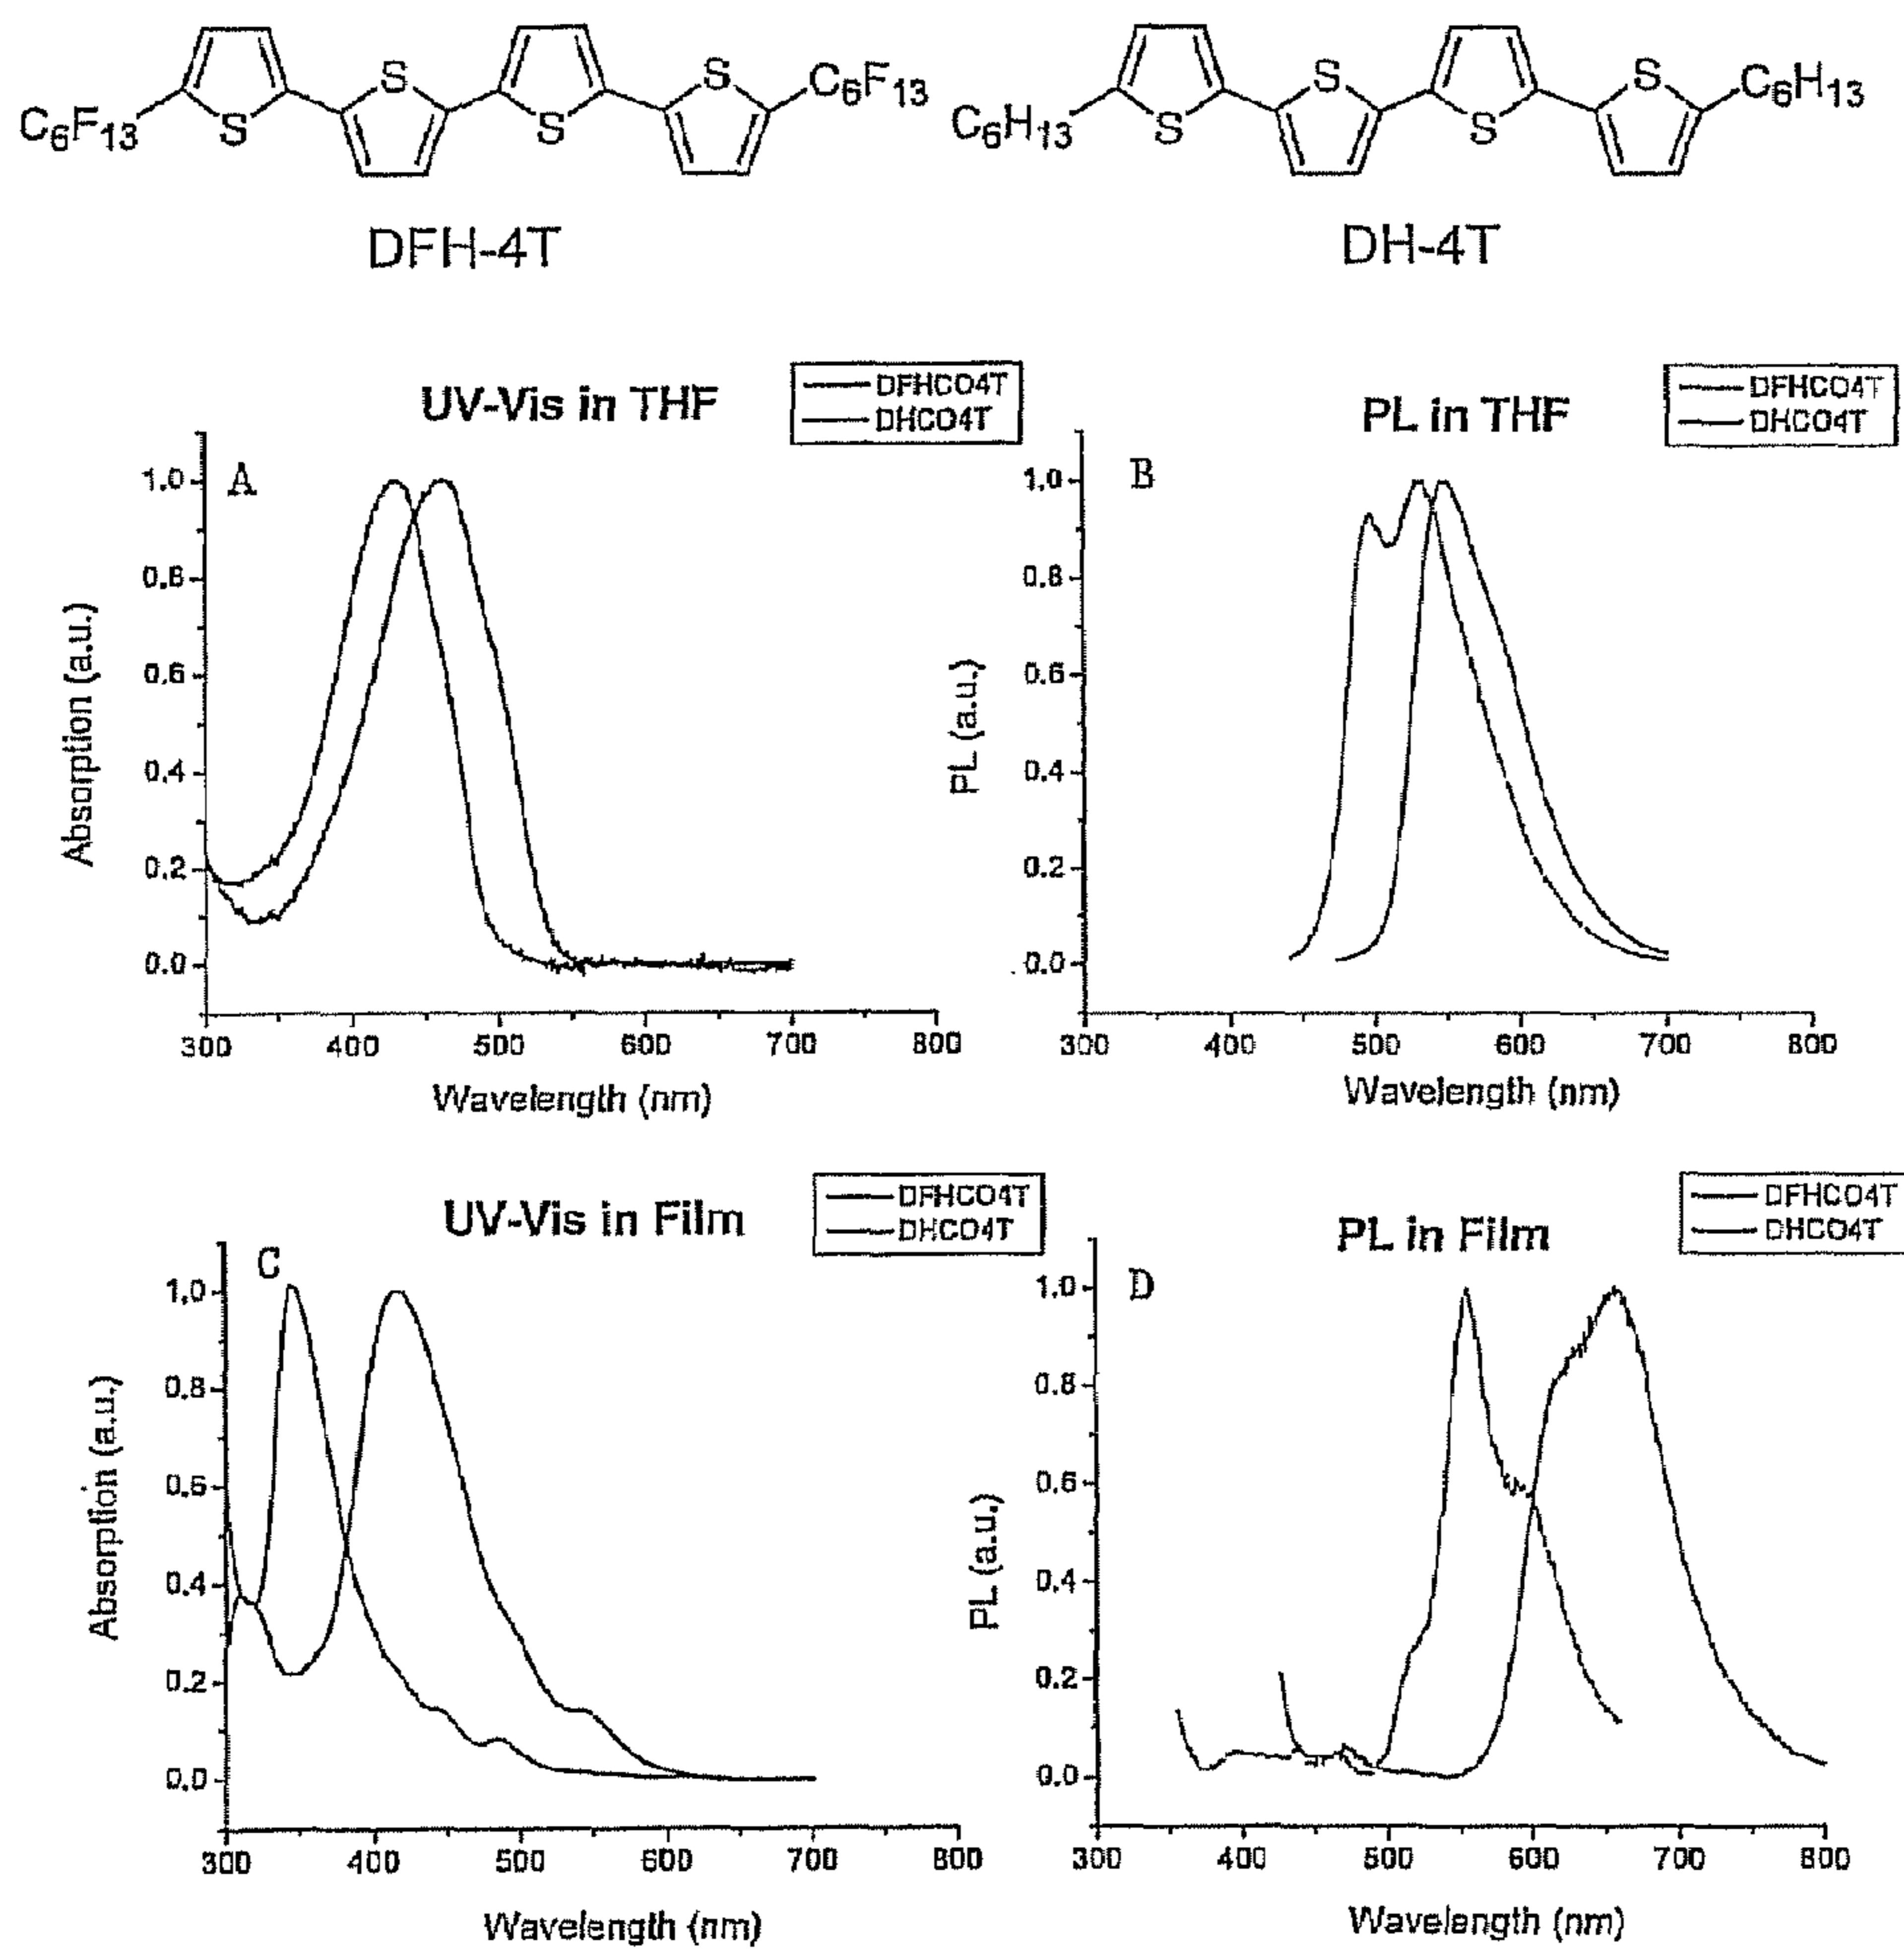 C6F13 S S S S C6F13
C6H13 S S S S C6H13
DFH-4T
DH-4T
UV-Vis in THF
DFHCO4T
DHCO4T
A
Absorption (a.u.)
1.0
0.8
0.6
0.4
0.2
0.0
300 400 500 600 700 800
Wavelength (nm)
PL in THF
DFHCO4T
DHCO4T
B
PL (a.u.)
1.0
0.8
0.6
0.4
0.2
0.0
300 400 500 600 700 800
Wavelength (nm)
UV-Vis in Film
DFHCO4T
DHCO4T
C
Absorption (a.u.)
1.0
0.8
0.6
0.4
0.2
0.0
300 400 500 600 700 800
Wavelength (nm)
PL in Film
DFHCO4T
DHCO4T
D
PL (a.u.)
1.0
0.8
0.6
0.4
0.2
0.0
300 400 500 600 700 800
Wavelength (nm)